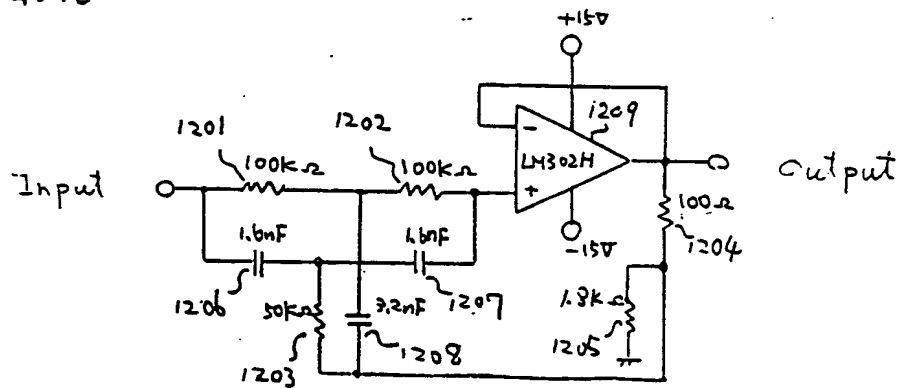 +15V
1209
1201
1202
100KΩ
100KΩ
LM302H
-
+
Input
Output
-15V
100Ω
1204
1.6nF
1.6nF
1206
1207
50KΩ
3.2nF
1.8KΩ
1205
1203
1208